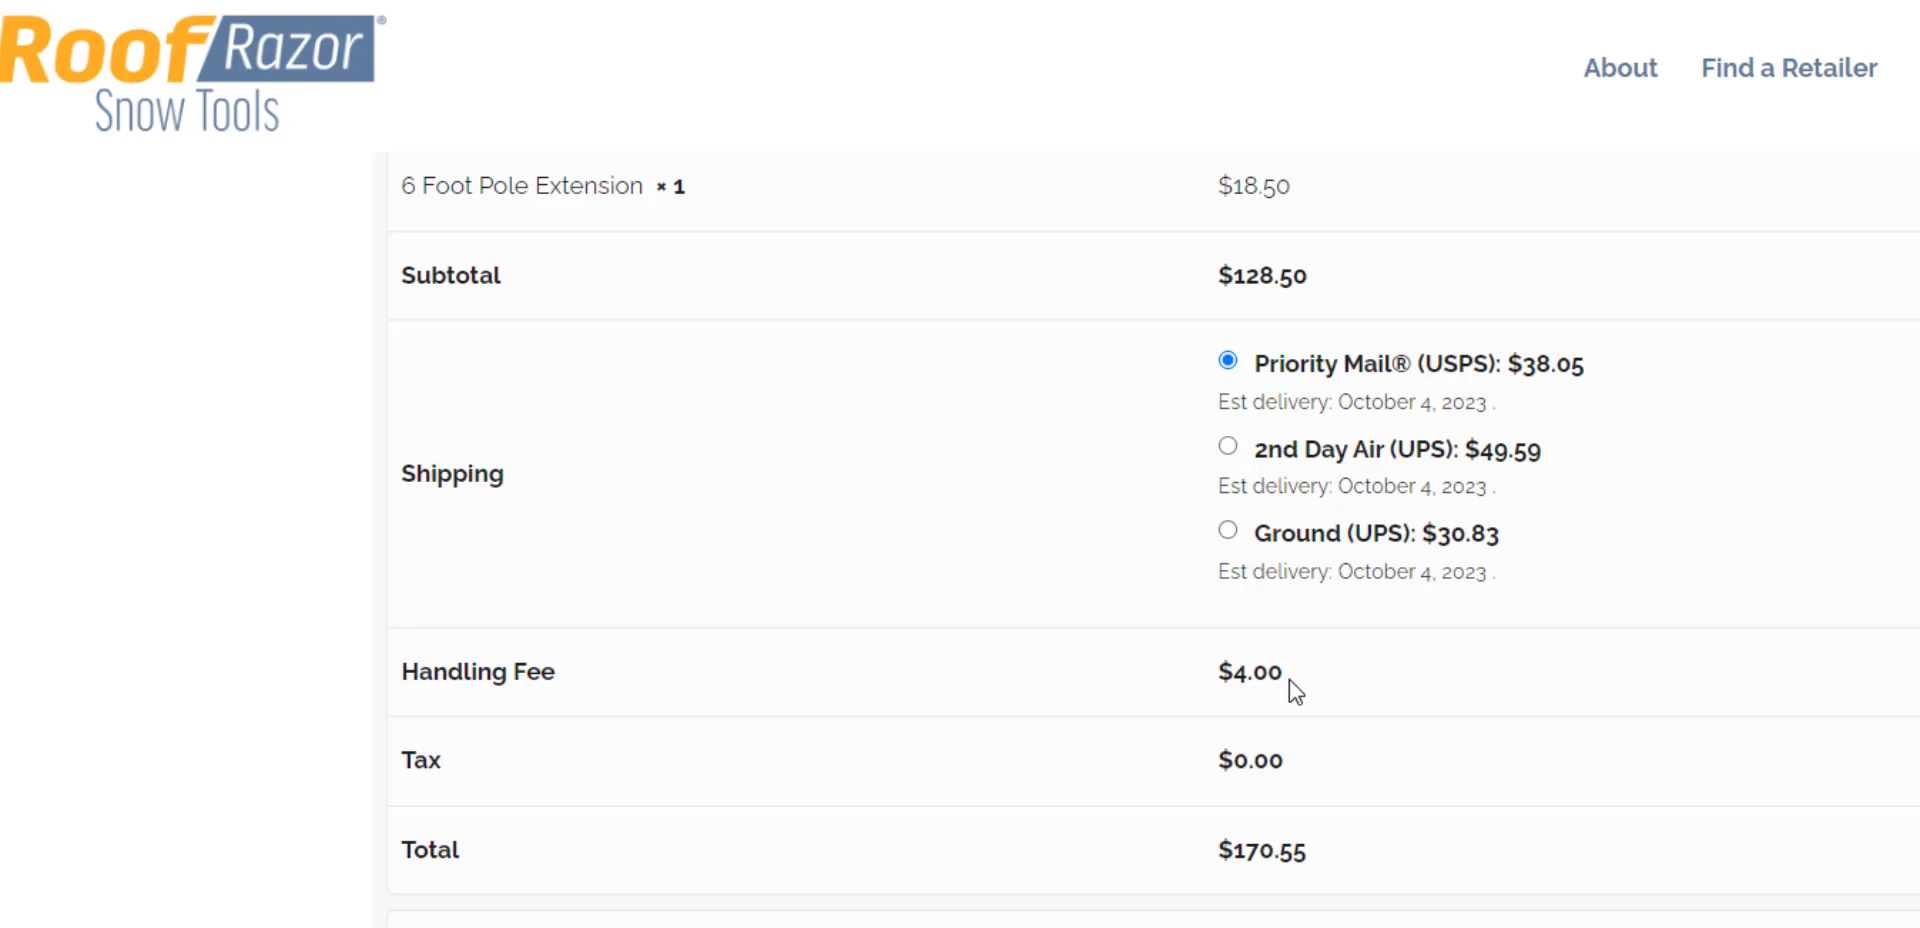 RoofRazor®
Snow Tools
About Find a Retailer
6 Foot Pole Extension × 1 $18.50
Subtotal $128.50
Shipping
Priority Mail® (USPS): $38.05
Est delivery: October 4, 2023 .
2nd Day Air (UPS): $49.59
Est delivery: October 4, 2023 .
Ground (UPS): $30.83
Est delivery: October 4, 2023 .
Handling Fee $4.00
Tax $0.00
Total $170.55